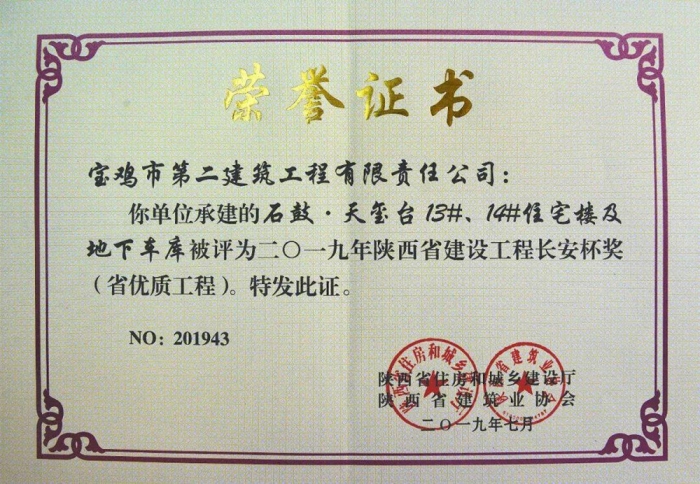 荣誉证书
宝鸡市第二建筑工程有限责任公司：
你单位承建的石鼓·天玺台13#、14#住宅楼及
地下车库被评为二〇一九年陕西省建设工程长安杯奖
（省优质工程）。特发此证。
NO：201943
陕西省住房和城乡建设厅
陕西省建筑业协会
二〇一九年七月